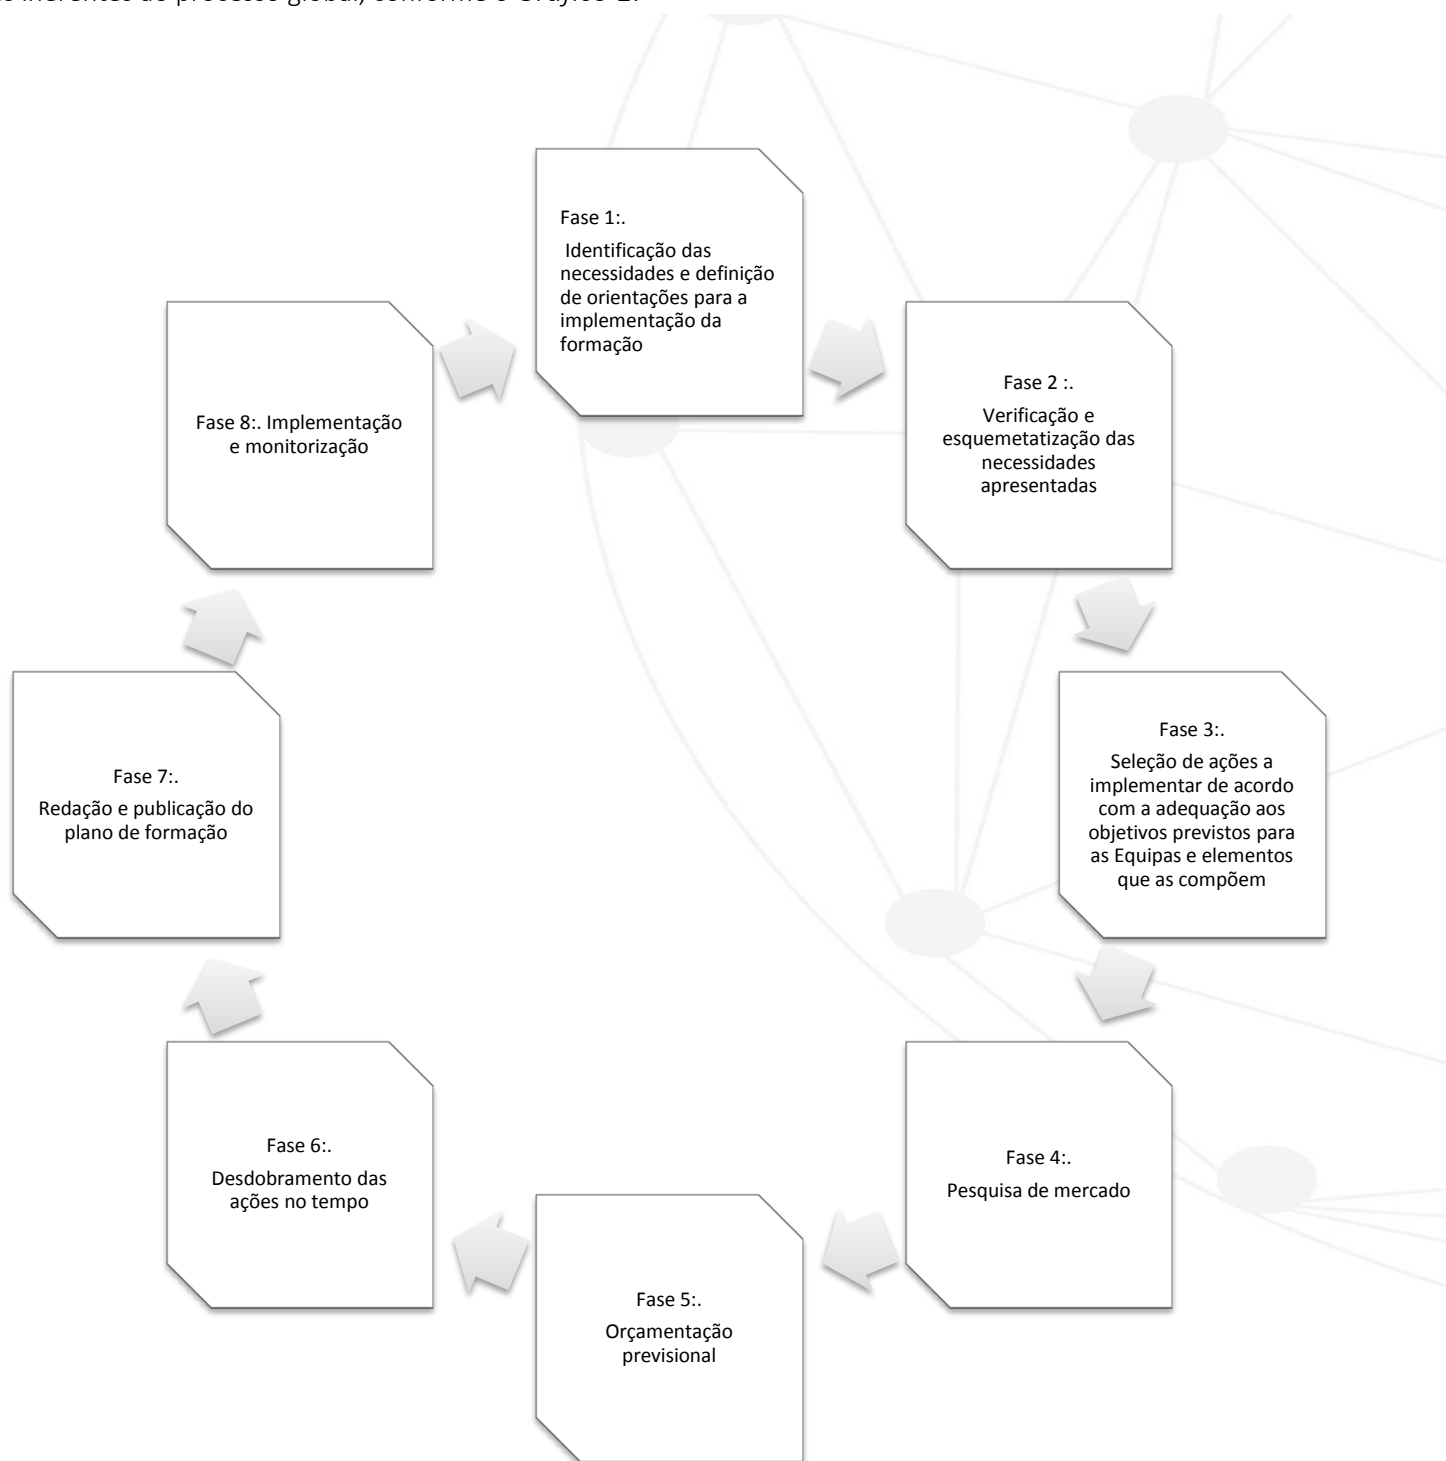 inerentes ao processo global, conforme o
Fase 1:.
Identificação das
necessidades e definição
de orientações para a
implementação da
formação
Fase 2 :.
Verificação e
esquemetatização das
necessidades
apresentadas
Fase 3:.
Seleção de ações a
implementar de acordo
com a adequação aos
objetivos previstos para
as Equipas e elementos
que as compõem
Fase 4:.
Pesquisa de mercado
Fase 5:.
Orçamentação
previsional
Fase 6:.
Desdobramento das
ações no tempo
Fase 7:.
Redação e publicação do
plano de formação
Fase 8:. Implementação
e monitorização